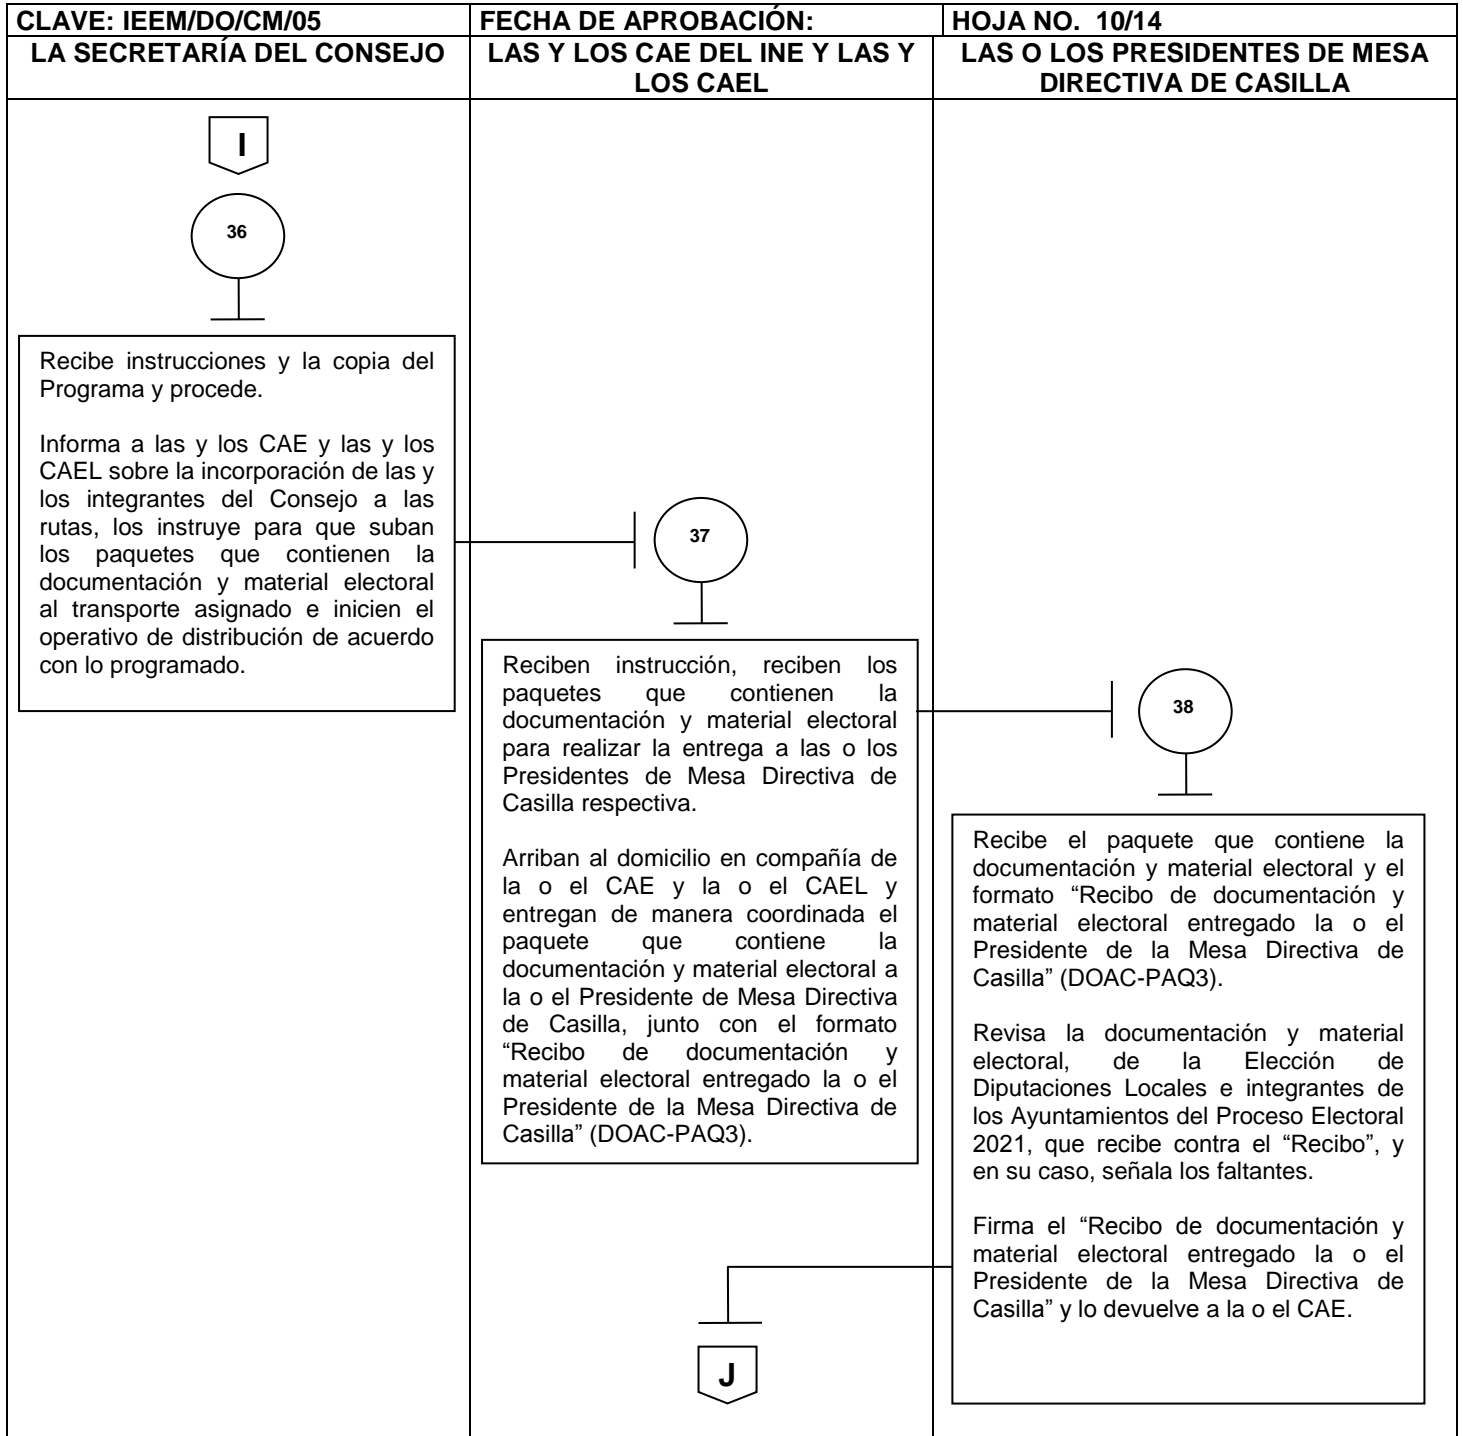 CLAVE: IEEM/DO/CM/05
FECHA DE APROBACIÓN:
HOJA NO. 10/14
LA SECRETARÍA DEL CONSEJO
LAS Y LOS CAE DEL INE Y LAS Y
LOS CAEL
LAS O LOS PRESIDENTES DE MESA
DIRECTIVA DE CASILLA
I
36
Recibe instrucciones y la copia del
Programa y procede.
Informa a las y los CAE y las y los
CAEL sobre la incorporación de las y
los integrantes del Consejo a las
rutas, los instruye para que suban
los paquetes que contienen la
documentación y material electoral
al transporte asignado e inicien el
operativo de distribución de acuerdo
con lo programado.
37
Reciben instrucción, reciben los
paquetes que contienen la
documentación y material electoral
para realizar la entrega a las o los
Presidentes de Mesa Directiva de
Casilla respectiva.
Arriban al domicilio en compañía de
la o el CAE y la o el CAEL y
entregan de manera coordinada el
paquete que contiene la
documentación y material electoral a
la o el Presidente de Mesa Directiva
de Casilla, junto con el formato
“Recibo de documentación y
material electoral entregado la o el
Presidente de la Mesa Directiva de
Casilla” (DOAC-PAQ3).
38
Recibe el paquete que contiene la
documentación y material electoral y el
formato “Recibo de documentación y
material electoral entregado la o el
Presidente de la Mesa Directiva de
Casilla” (DOAC-PAQ3).
Revisa la documentación y material
electoral, de la Elección de
Diputaciones Locales e integrantes de
los Ayuntamientos del Proceso Electoral
2021, que recibe contra el “Recibo”, y
en su caso, señala los faltantes.
Firma el “Recibo de documentación y
material electoral entregado la o el
Presidente de la Mesa Directiva de
Casilla” y lo devuelve a la o el CAE.
J